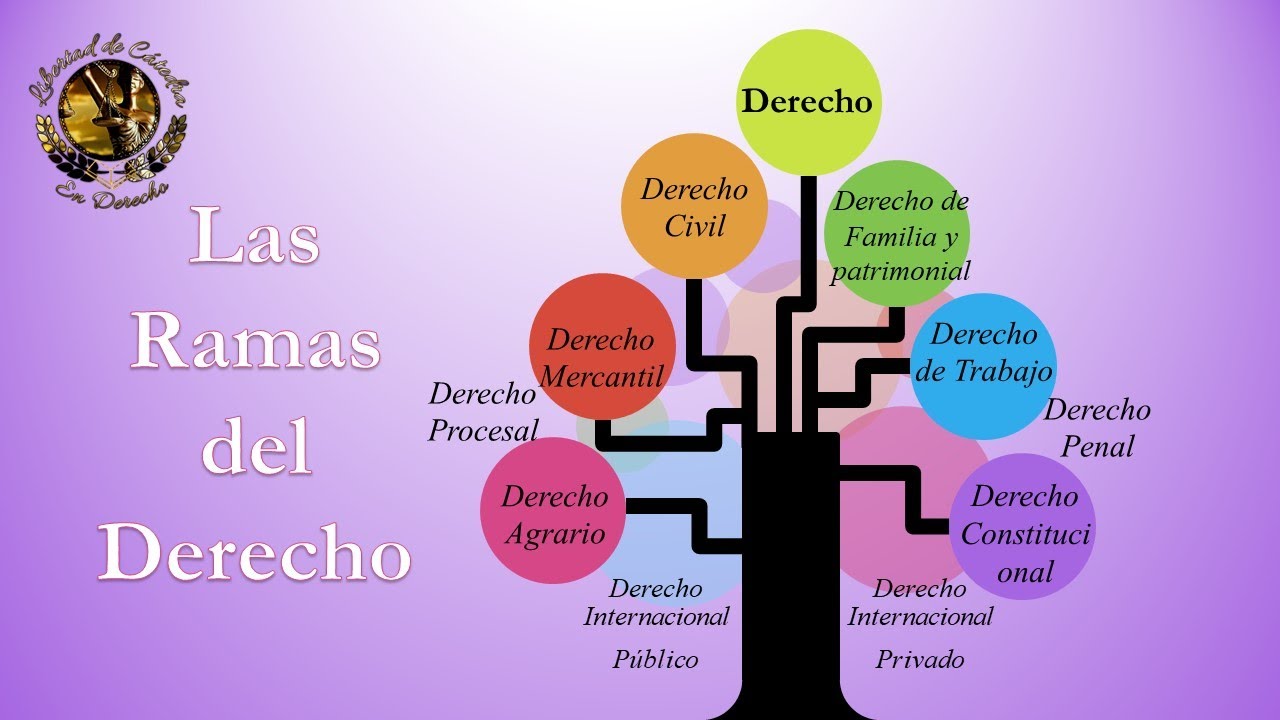 Libertad de Cátedra
En Derecho
Las
Ramas
del
Derecho
Derecho
Derecho
Civil
Derecho de
Familia y
patrimonial
Derecho
Mercantil
Derecho
de Trabajo
Derecho
Procesal
Derecho
Penal
Derecho
Agrario
Derecho
Constituci
onal
Derecho
Internacional
Público
Derecho
Internacional
Privado